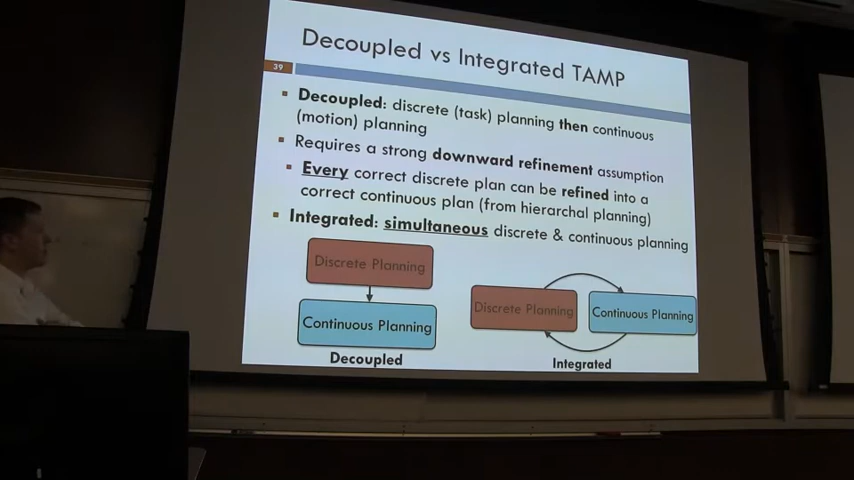 Decoupled vs Integrated TAMP
39
Decoupled: discrete (task) planning then continuous
(motion) planning
Requires a strong downward refinement assumption
Every correct discrete plan can be refined into a
correct continuous plan (from hierarchal planning)
Integrated: simultaneous discrete & continuous planning
Discrete Planning
Continuous Planning
Decoupled
Discrete Planning
Continuous Planning
Integrated